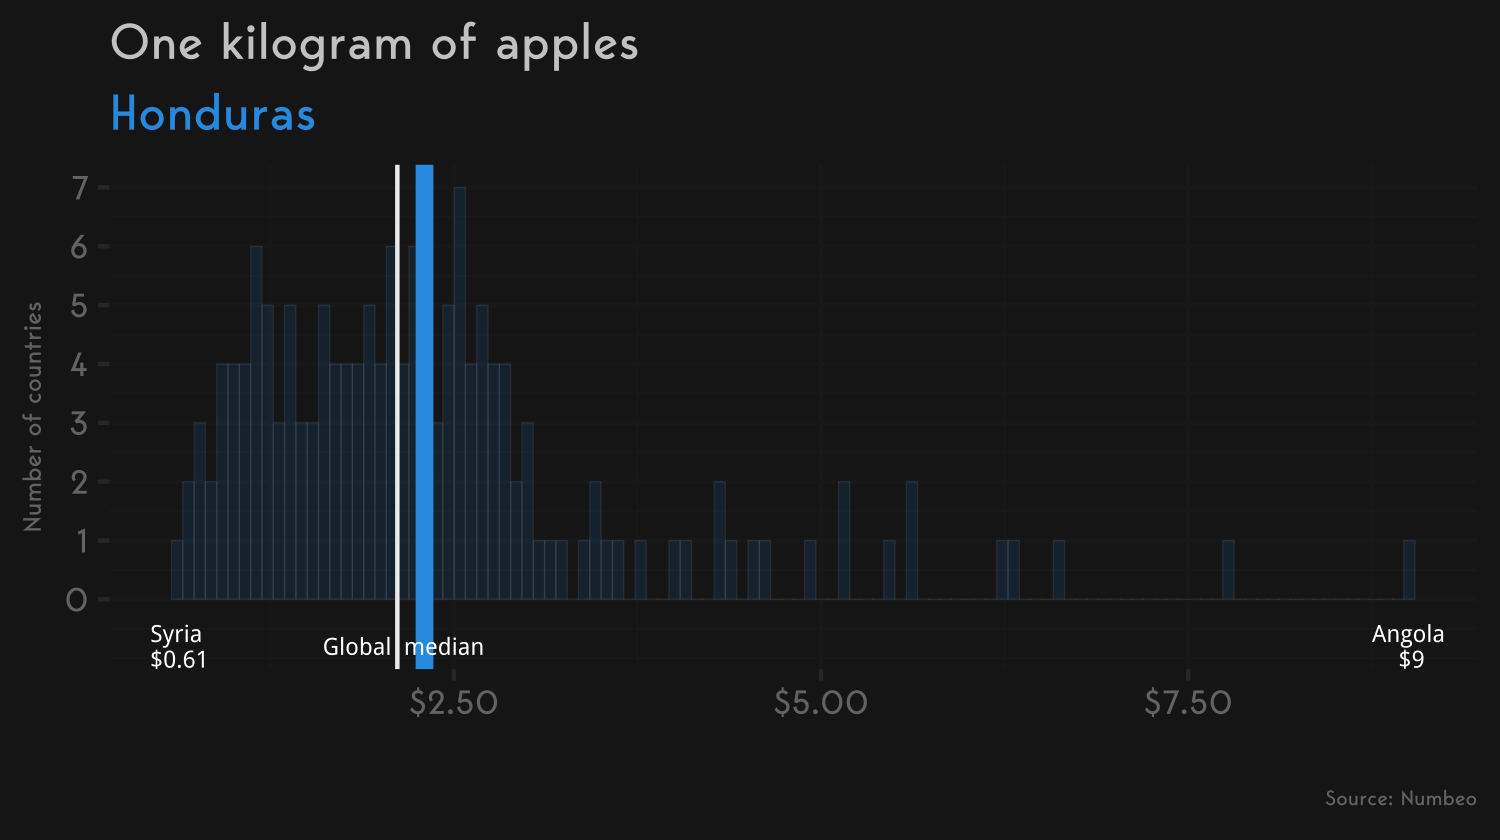 One kilogram of apples
Honduras
Number of countries
7
6
5
4
3
2
1
0
Syria
$0.61
Global median
Angola
$9
$2.50
$5.00
$7.50
Source: Numbeo